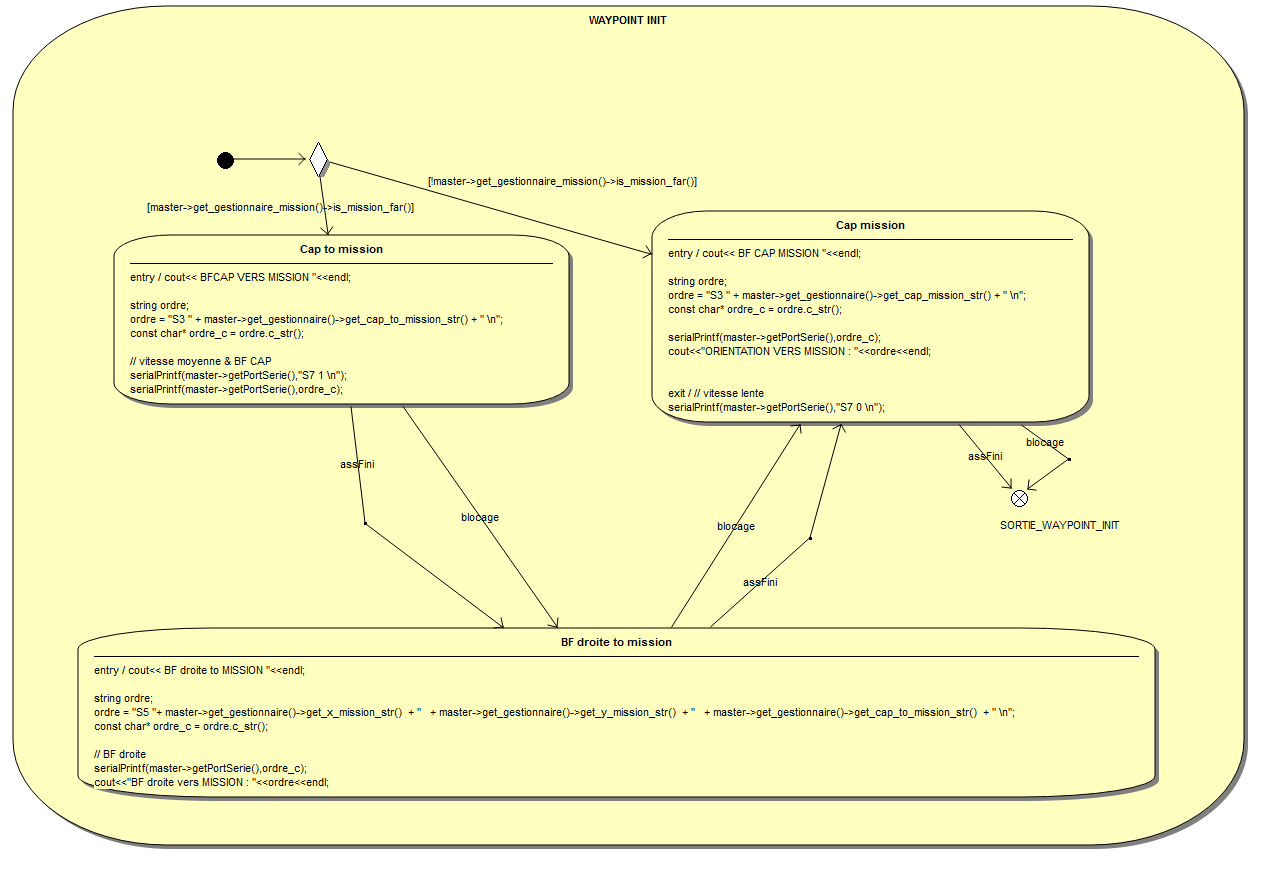 WAYPOINT INIT
[!master->get_gestionnaire_mission()->is_mission_far()]
[master->get_gestionnaire_mission()->is_mission_far()]
Cap to mission
entry / cout<< BFCAP VERS MISSION "<<endl;
string ordre;
ordre = "S3 " + master->get_gestionnaire()->get_cap_to_mission_str() + " \n";
const char* ordre_c = ordre.c_str();
// vitesse moyenne & BF CAP
serialPrintf(master->getPortSerie(),"S7 1 \n");
serialPrintf(master->getPortSerie(),ordre_c);
Cap mission
entry / cout<< BF CAP MISSION "<<endl;
string ordre;
ordre = "S3 " + master->get_gestionnaire()->get_cap_mission_str() + " \n";
const char* ordre_c = ordre.c_str();
serialPrintf(master->getPortSerie(),ordre_c);
cout<<"ORIENTATION VERS MISSION : "<<ordre<<endl;
exit / // vitesse lente
serialPrintf(master->getPortSerie(),"S7 0 \n");
assFini
blocage
blocage
assFini
assFini
blocage
SORTIE_WAYPOINT_INIT
BF droite to mission
entry / cout<< BF droite to MISSION "<<endl;
string ordre;
ordre = "S5 "+ master->get_gestionnaire()->get_x_mission_str()  + "   + master->get_gestionnaire()->get_y_mission_str()  + "   + master->get_gestionnaire()->get_cap_to_mission_str()  + " \n";
const char* ordre_c = ordre.c_str();
// BF droite
serialPrintf(master->getPortSerie(),ordre_c);
cout<<"BF droite vers MISSION : "<<ordre<<endl;